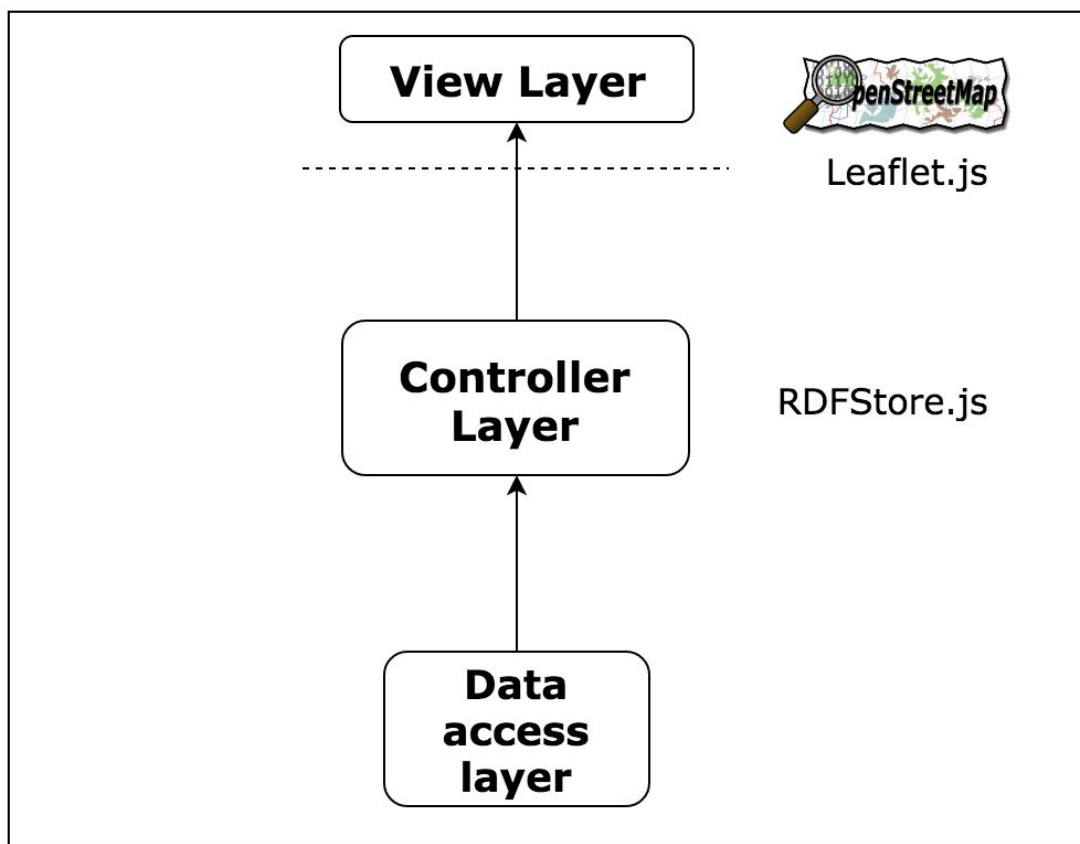 View Layer
OpenStreetMap
Leaflet.js
Controller
Layer
RDFStore.js
Data
access
layer